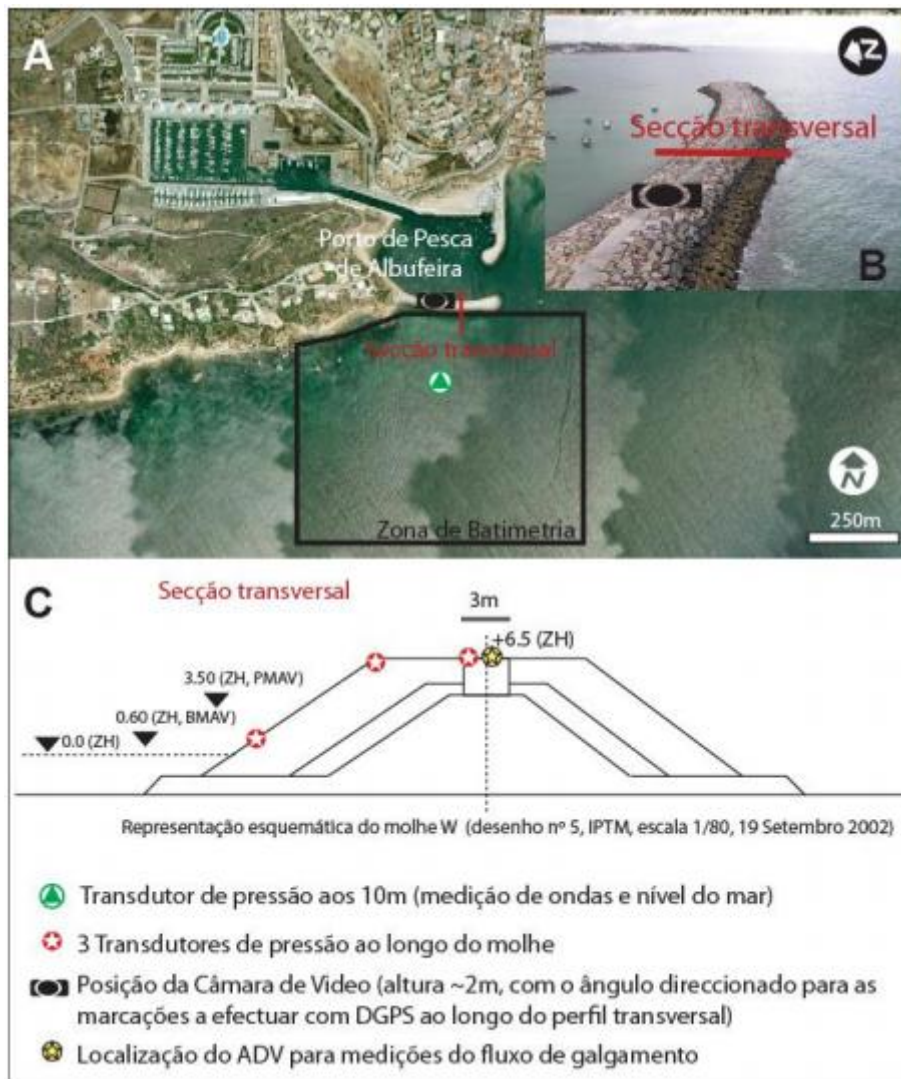 A
Z
Secção transversal
B
Porto de Pesca
de Albufeira
Secção transversal
N
250m
Zona de Batimetria
C
Secção transversal
3m
+6.5 (ZH)
3.50 (ZH, PMAV)
0.60 (ZH, BMAV)
0.0 (ZH)
Representação esquemática do molhe W (desenho nº 5, IPTM, escala 1/80, 19 Setembro 2002)
Transdutor de pressão aos 10m (medição de ondas e nível do mar)
3 Transdutores de pressão ao longo do molhe
Posição da Câmara de Video (altura ~2m, com o ângulo direccionado para as
marcações a efectuar com DGPS ao longo do perfil transversal)
Localização do ADV para medições do fluxo de galgamento